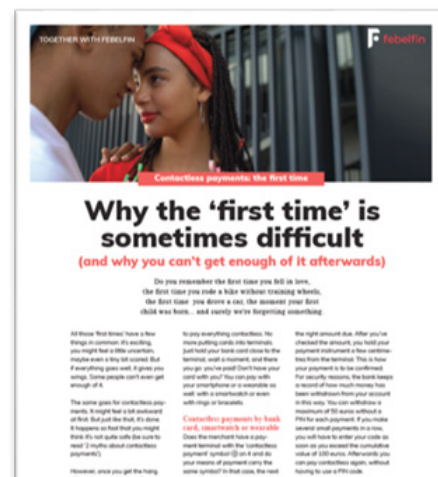 TOGETHER WITH FEBELFIN
febelfin
Contactless payments: the first time
Why the ‘first time’ is
sometimes difficult
(and why you can’t get enough of it afterwards)
Do you remember the first time you fell in love,
the first time you rode a bike without training wheels,
the first time you drove a car, the moment your first
child was born... and surely we're forgetting something.
All those ‘first times’ have a few
things in common: it’s exciting,
you might feel a little uncertain,
maybe even a tiny bit scared. But
if everything goes well, it gives you
wings. Some people can’t even get
enough of it.
The same goes for contactless pay-
ments. It might feel a bit awkward
at first. But just like that, it’s done.
It happens so fast that you might
think it’s not quite safe (be sure to
read ‘2 myths about contactless
payments’).
However, once you get the hang
to pay everything contactless. No
more putting cards into terminals.
Just hold your bank card close to the
terminal, wait a moment, and there
you go: you’ve paid! Don’t have your
card with you? You can pay with
your smartphone or a wearable as
well: with a smartwatch or even
with rings or bracelets.
Contactless payments by bank
card, smartwatch or wearable
Does the merchant have a pay-
ment terminal with the ‘contactless
payment’ symbol on it and do
your means of payment carry the
same symbol? In that case, the next
the right amount due. After you’ve
checked the amount, you hold your
payment instrument a few centime-
tres from the terminal. This is how
your payment is to be confirmed.
For security reasons, the bank keeps
a record of how much money has
been withdrawn from your account
in this way. You can withdraw a
maximum of 50 euros without a
PIN for each payment. If you make
several small payments in a row,
you will have to enter your code as
soon as you exceed the cumulative
value of 100 euros. Afterwards you
can pay contactless again, without
having to use a PIN code.